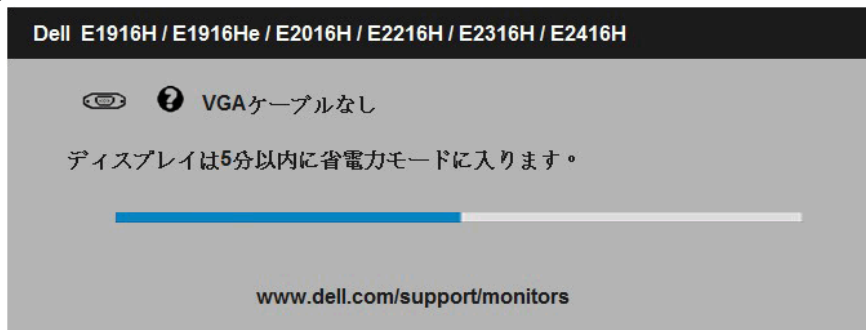 Dell E1916H / E1916He / E2016H / E2216H / E2316H / E2416H
VGAケーブルなし
ディスプレイは5分以内に省電力モードに入ります。
www.dell.com/support/monitors